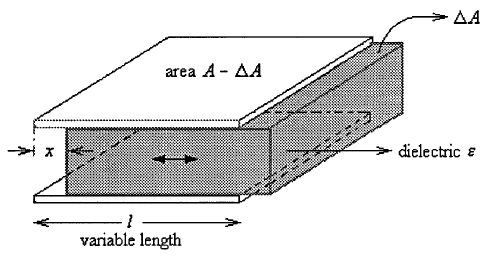 ΔA
area A - ΔA
x
dielectric ε
l
variable length